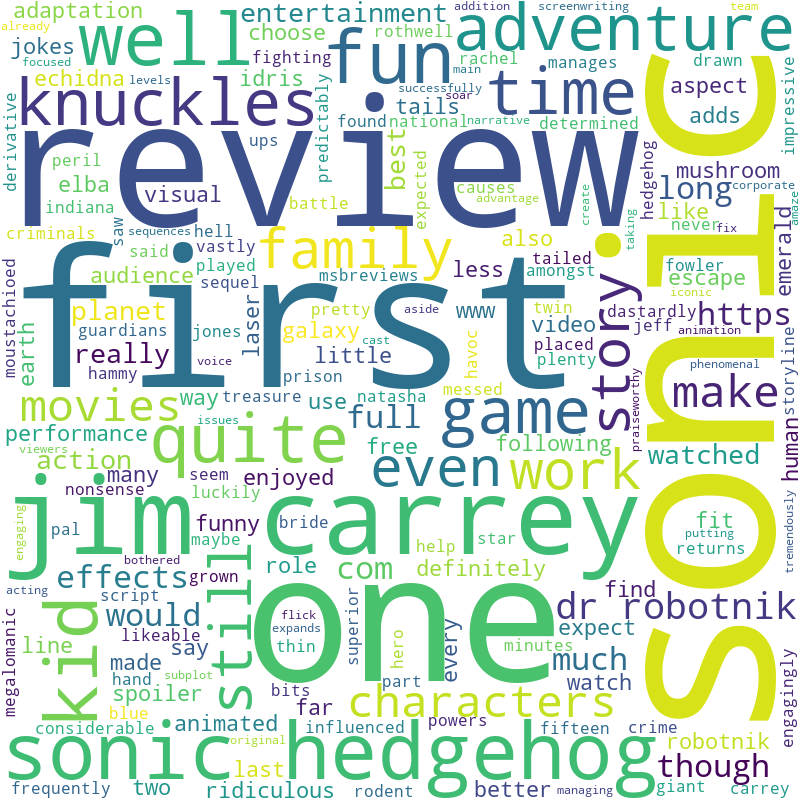 adaptation
already
focused
jokes
well
entertainment
choose
rothwell
addition
screenwriting
team
adventure
fighting
levels
rachel
manages
drawn
echidna
idris
fun
successfully
main
soar
time
aspect
impressive
derivative
knuckles
tails
adds
ups
predictably
found
national
narrative
determined
review
sonic
peril
visual
best
expected
causes
hedgehog
mushroom
elba
battle
advantage
create
long
corporate
indiana
like
amaze
criminals
saw
sequences
hell
family
also
taking
never
fix
emerald
said
vastly
tailed
story
fowler
moustachioed
audience
played
sequel
msbreviews
less
amongst
iconic
escape
first
planet
guardians
laser
pretty
www
twin
dastardly
earth
jones
galaxy
aside
video
jeff
https
really
hammy
voice
little
cast
havoc
placed
plenty
animation
storyline
prison
phenomenal
movies
way
treasure
use
natasha
messed
game
make
performance
issues
full
praiseworthy
viewers
quite
free
following
human
action
many
seem
enjoyed
even
work
watched
nonsense
luckily
engaging
jim carrey
pal
maybe
funny
bride
star
fit
putting
returns
tremendously
bothered
grown
role
help
effects
still
com
definitely
acting
script
one
find
dr robotnik
kid
would
flick
expands
superior
likeable
thin
minutes
expect
line
made
say
hero
every
much
megalomanic
hand
subplot
part
watch
engagingly
spoiler
bits
blue
far
characters
considerable
animated
influenced
powers
fifteen
crime
original
robotnik
sonic hedgehog
last
though
frequently
two
ridiculous
rodent
better
managing
giant
carrey